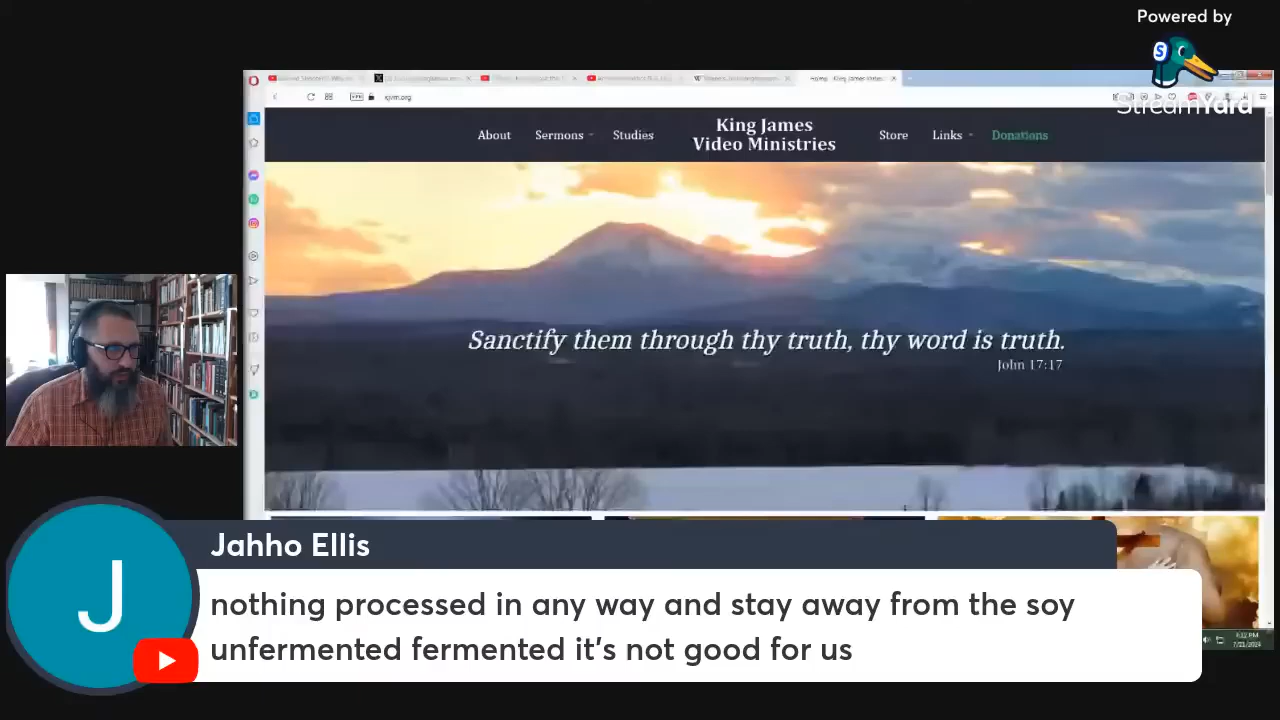 Powered by
StreamYard
kjvm.org
About Sermons Studies King James Video Ministries Store Links Donations
Sanctify them through thy truth, thy word is truth.
John 17:17
Jahho Ellis
J
nothing processed in any way and stay away from the soy
unfermented fermented it's not good for us